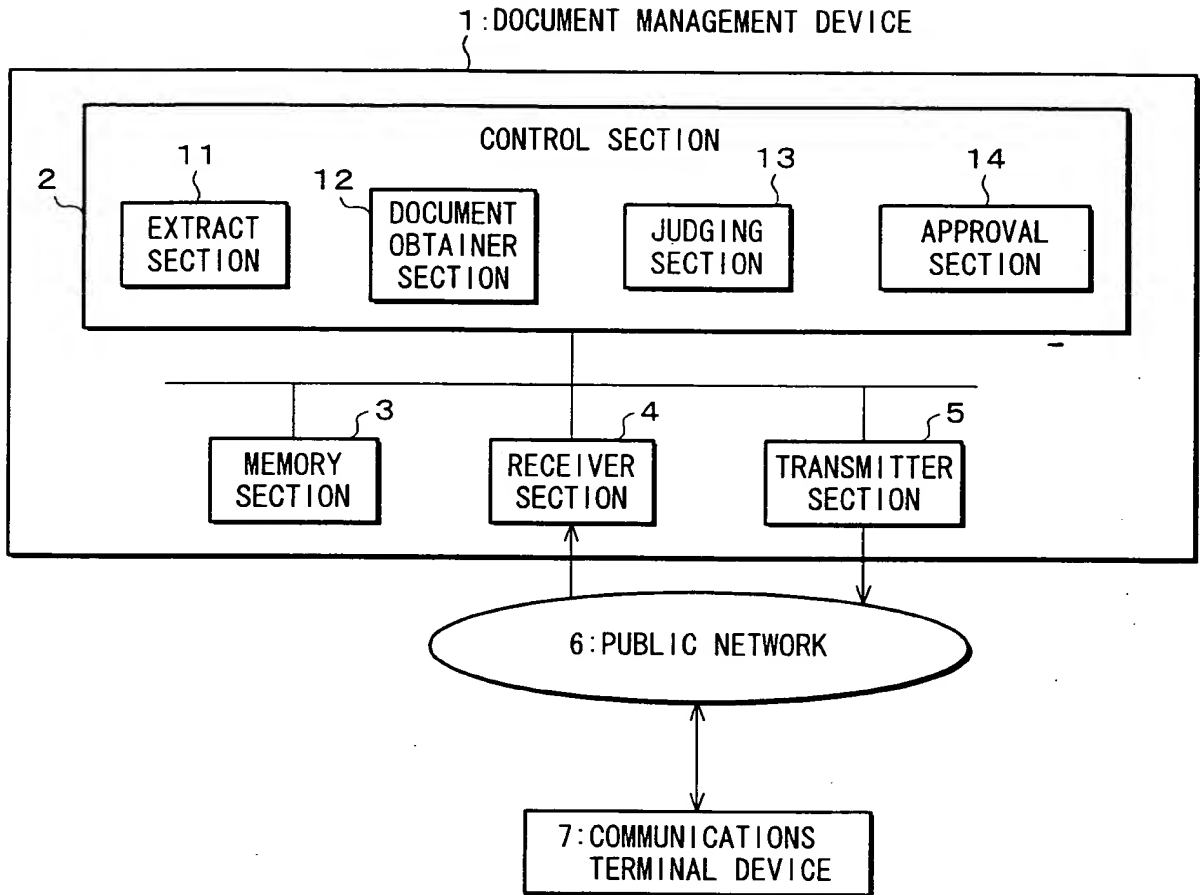 1:DOCUMENT MANAGEMENT DEVICE
CONTROL SECTION
2
11
EXTRACT
SECTION
12
DOCUMENT
OBTAINER
SECTION
13
JUDGING
SECTION
14
APPROVAL
SECTION
3
MEMORY
SECTION
4
RECEIVER
SECTION
5
TRANSMITTER
SECTION
6:PUBLIC NETWORK
7:COMMUNICATIONS
TERMINAL DEVICE